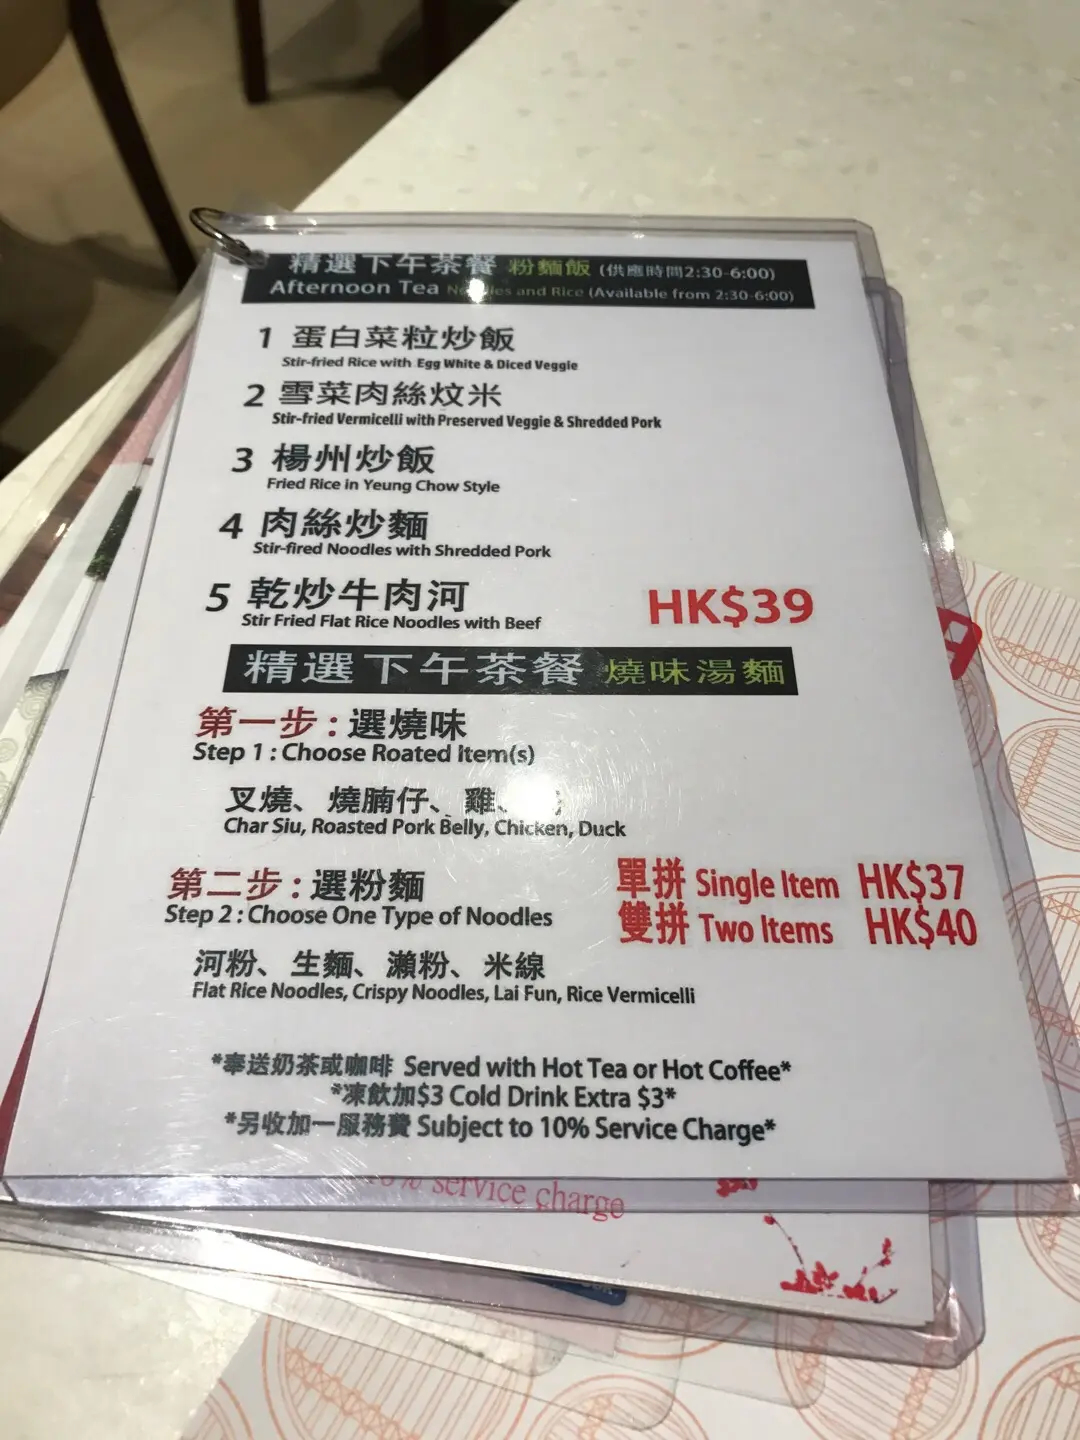 精選下午茶餐 粉麵飯 (供應時間2:30-6:00)
Afternoon Tea Noodles and Rice (Available from 2:30-6:00)
1 蛋白菜粒炒飯
Stir-fried Rice with Egg White & Diced Veggie
2 雪菜肉絲炆米
Stir-fried Vermicelli with Preserved Veggie & Shredded Pork
3 楊州炒飯
Fried Rice in Yeung Chow Style
4 肉絲炒麵
Stir-fired Noodles with Shredded Pork
5 乾炒牛肉河
Stir Fried Flat Rice Noodles with Beef
HK$39
精選下午茶餐 燒味湯麵
第一步 : 選燒味
Step 1 : Choose Roated Item(s)
叉燒、燒腩仔、雞、
Char Siu, Roasted Pork Belly, Chicken, Duck
第二步 : 選粉麵
Step 2 : Choose One Type of Noodles
單拼 Single Item HK$37
雙拼 Two Items HK$40
河粉、生麵、瀨粉、米線
Flat Rice Noodles, Crispy Noodles, Lai Fun, Rice Vermicelli
*奉送奶茶或咖啡 Served with Hot Tea or Hot Coffee*
*凍飲加$3 Cold Drink Extra $3*
*另收加一服務費 Subject to 10% Service Charge*
service charge